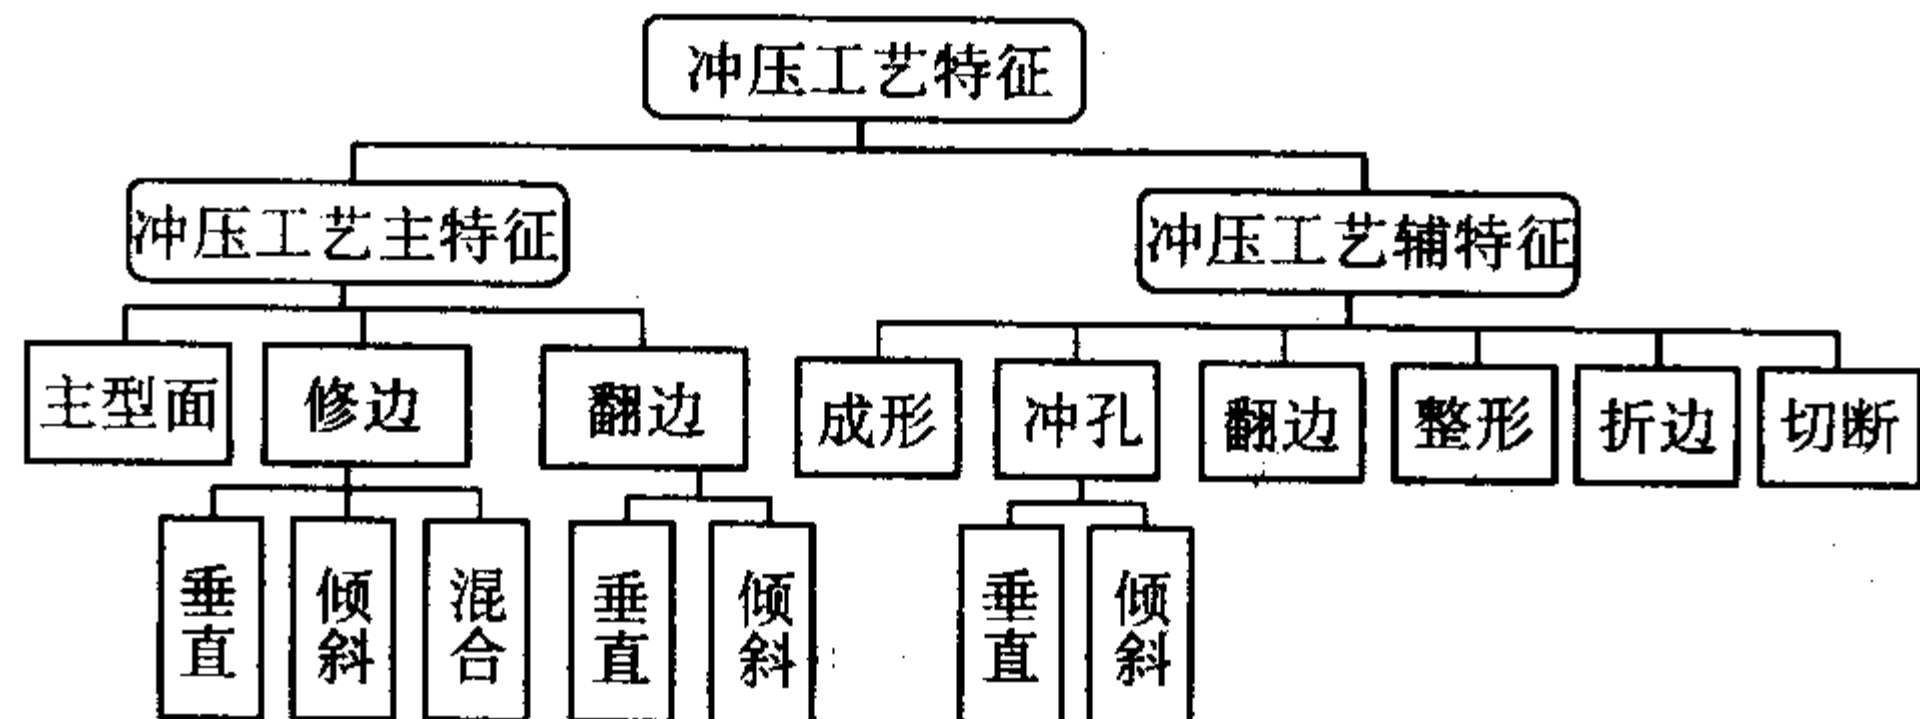 冲压工艺特征
冲压工艺主特征
冲压工艺辅特征
主型面
修边
翻边
成形
冲孔
翻边
整形
折边
切断
垂直
倾斜
混合
垂直
倾斜
垂直
倾斜